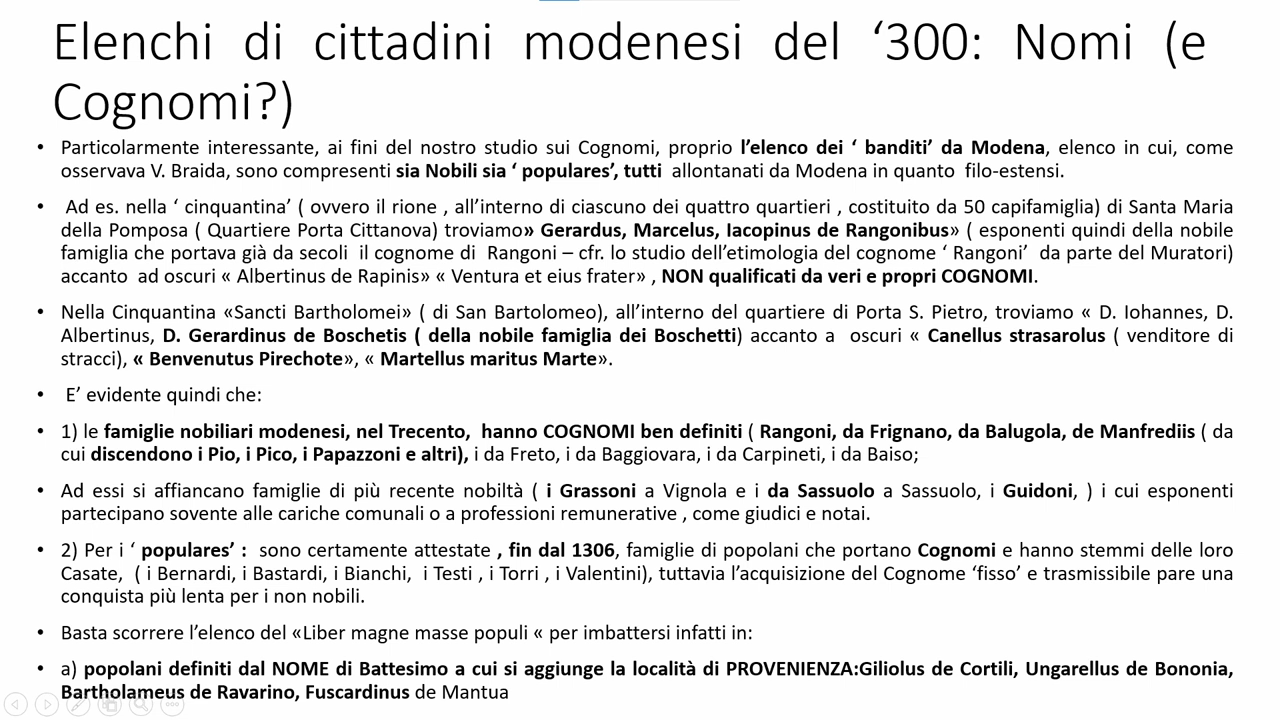 Elenchi di cittadini modenesi del ‘300: Nomi (e
Cognomi?)
• Particolarmente interessante, ai fini del nostro studio sui Cognomi, proprio l’elenco dei ‘ banditi’ da Modena, elenco in cui, come
osservava V. Braida, sono compresenti sia Nobili sia ‘ populares’, tutti allontanati da Modena in quanto filo-estensi.
• Ad es. nella ‘ cinquantina’ ( ovvero il rione , all’interno di ciascuno dei quattro quartieri , costituito da 50 capifamiglia) di Santa Maria
della Pomposa ( Quartiere Porta Cittanova) troviamo» Gerardus, Marcelus, Iacopinus de Rangonibus» ( esponenti quindi della nobile
famiglia che portava già da secoli il cognome di Rangoni – cfr. lo studio dell’etimologia del cognome ‘ Rangoni’ da parte del Muratori)
accanto ad oscuri « Albertinus de Rapinis» « Ventura et eius frater» , NON qualificati da veri e propri COGNOMI.
• Nella Cinquantina «Sancti Bartholomei» ( di San Bartolomeo), all’interno del quartiere di Porta S. Pietro, troviamo « D. Iohannes, D.
Albertinus, D. Gerardinus de Boschetis ( della nobile famiglia dei Boschetti) accanto a oscuri « Canellus strasarolus ( venditore di
stracci), « Benvenutus Pirechote», « Martellus maritus Marte».
• E’ evidente quindi che:
• 1) le famiglie nobiliari modenesi, nel Trecento, hanno COGNOMI ben definiti ( Rangoni, da Frignano, da Balugola, de Manfrediis ( da
cui discendono i Pio, i Pico, i Papazzoni e altri), i da Freto, i da Baggiovara, i da Carpineti, i da Baiso;
• Ad essi si affiancano famiglie di più recente nobiltà ( i Grassoni a Vignola e i da Sassuolo a Sassuolo, i Guidoni, ) i cui esponenti
partecipano sovente alle cariche comunali o a professioni remunerative , come giudici e notai.
• 2) Per i ‘ populares’ : sono certamente attestate , fin dal 1306, famiglie di popolani che portano Cognomi e hanno stemmi delle loro
Casate, ( i Bernardi, i Bastardi, i Bianchi, i Testi , i Torri , i Valentini), tuttavia l’acquisizione del Cognome ‘fisso’ e trasmissibile pare una
conquista più lenta per i non nobili.
• Basta scorrere l’elenco del «Liber magne masse populi « per imbattersi infatti in:
• a) popolani definiti dal NOME di Battesimo a cui si aggiunge la località di PROVENIENZA:Giliolus de Cortili, Ungarellus de Bononia,
Bartholameus de Ravarino, Fuscardinus de Mantua